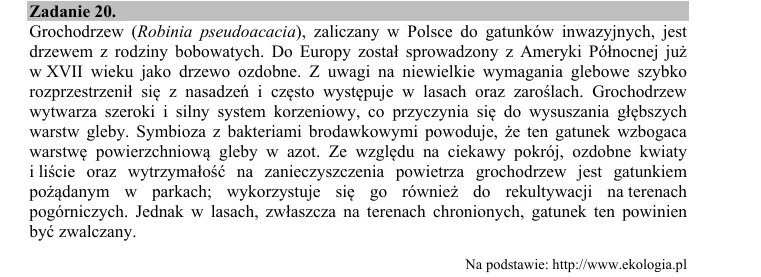 Zadanie 20.
Grochodrzew (Robinia pseudoacacia), zaliczany w Polsce do gatunków inwazyjnych, jest
drzewem z rodziny bobowatych. Do Europy został sprowadzony z Ameryki Północnej już
w XVII wieku jako drzewo ozdobne. Z uwagi na niewielkie wymagania glebowe szybko
rozprzestrzenił się z nasadzeń i często występuje w lasach oraz zaroślach. Grochodrzew
wytwarza szeroki i silny system korzeniowy, co przyczynia się do wysuszania głębszych
warstw gleby. Symbioza z bakteriami brodawkowymi powoduje, że ten gatunek wzbogaca
warstwę powierzchniową gleby w azot. Ze względu na ciekawy pokrój, ozdobne kwiaty
i liście oraz wytrzymałość na zanieczyszczenia powietrza grochodrzew jest gatunkiem
pożądanym w parkach; wykorzystuje się go również do rekultywacji na terenach
pogórniczych. Jednak w lasach, zwłaszcza na terenach chronionych, gatunek ten powinien
być zwalczany.
Na podstawie: http://www.ekologia.pl